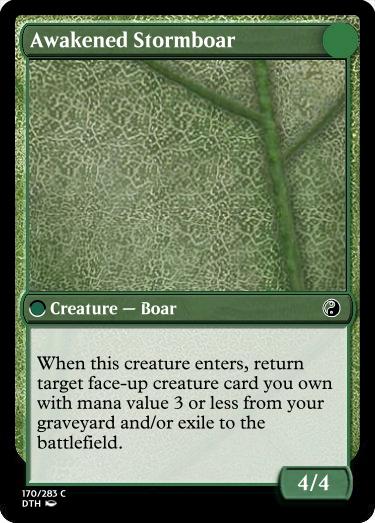 Awakened Stormboar
Creature — Boar
When this creature enters, return
target face-up creature card you own
with mana value 3 or less from your
graveyard and/or exile to the
battlefield.
4/4
170/283 C
DTH